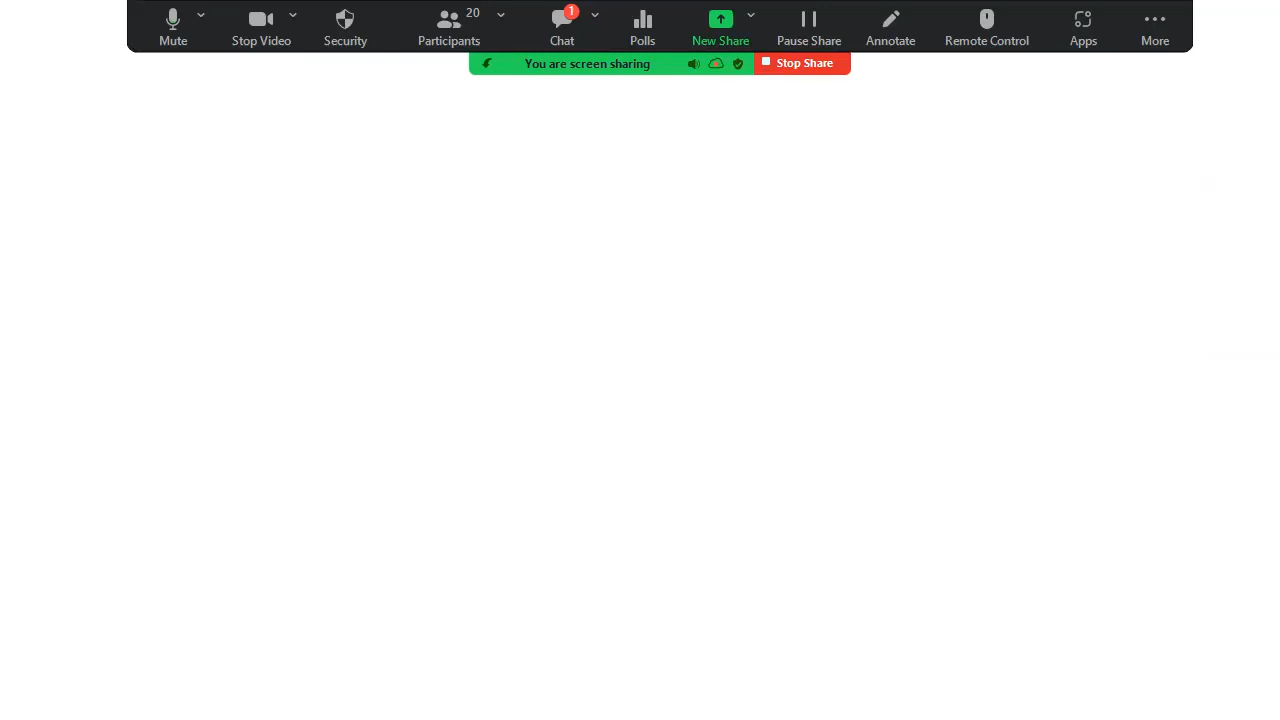 20
1
Mute
Stop Video
Security
Participants
Chat
Polls
New Share
Pause Share
Annotate
Remote Control
Apps
More
You are screen sharing
Stop Share